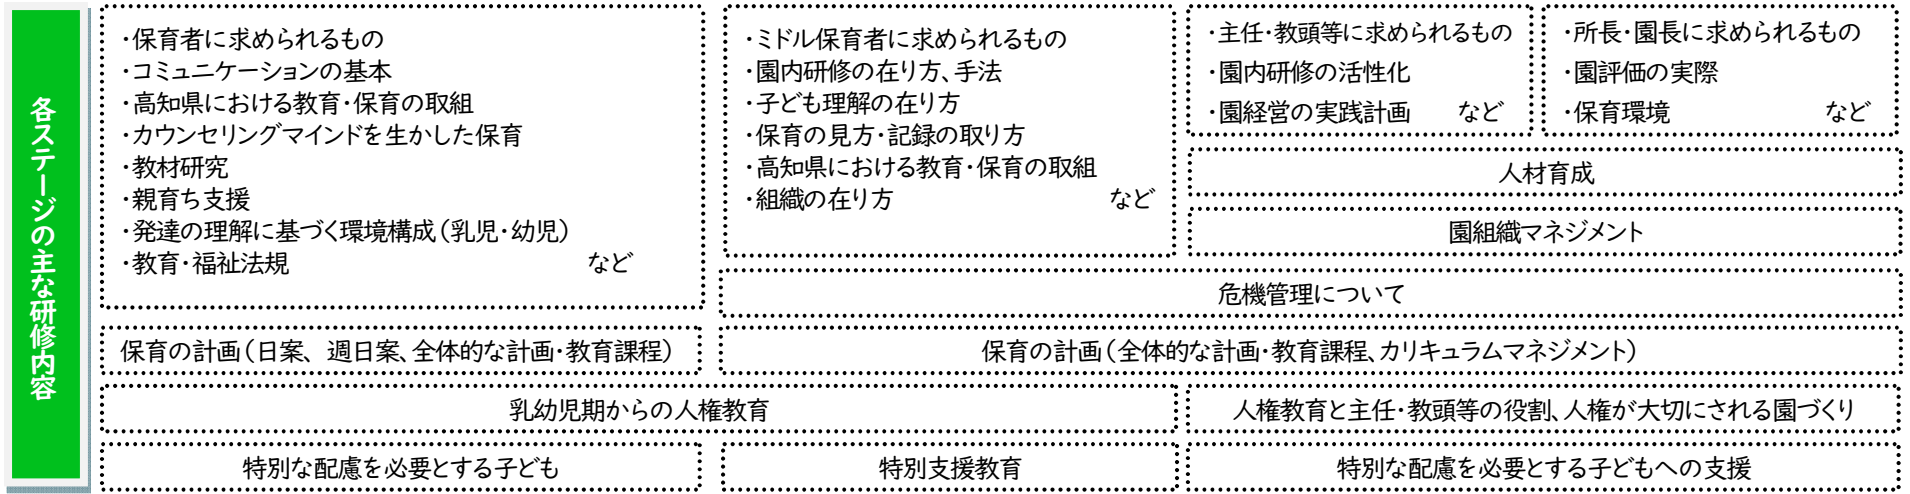 各ステージの主な研修内容
・保育者に求められるもの
・コミュニケーションの基本
・高知県における教育・保育の取組
・カウンセリングマインドを生かした保育
・教材研究
・親育ち支援
・発達の理解に基づく環境構成（乳児・幼児）
・教育・福祉法規　など
・ミドル保育者に求められるもの
・園内研修の在り方、手法
・子ども理解の在り方
・保育の見方・記録の取り方
・高知県における教育・保育の取組
・組織の在り方　など
・主任・教頭等に求められるもの
・園内研修の活性化
・園経営の実践計画　など
・所長・園長に求められるもの
・園評価の実際
・保育環境　など
人材育成
園組織マネジメント
危機管理について
保育の計画（日案、週日案、全体的な計画・教育課程）
保育の計画（全体的な計画・教育課程、カリキュラムマネジメント）
乳幼児期からの人権教育
人権教育と主任・教頭等の役割、人権が大切にされる園づくり
特別な配慮を必要とする子ども
特別支援教育
特別な配慮を必要とする子どもへの支援